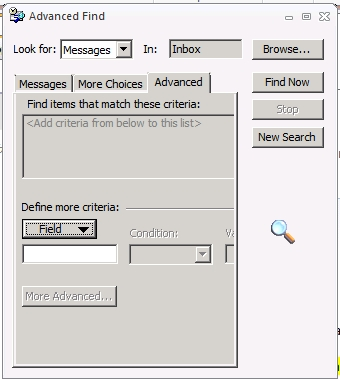 Advanced Find
Look for: Messages In: Inbox Browse...
Messages More Choices Advanced Find Now
Find items that match these criteria: Stop
<Add criteria from below to this list> New Search
Define more criteria:
Field Condition:
More Advanced...